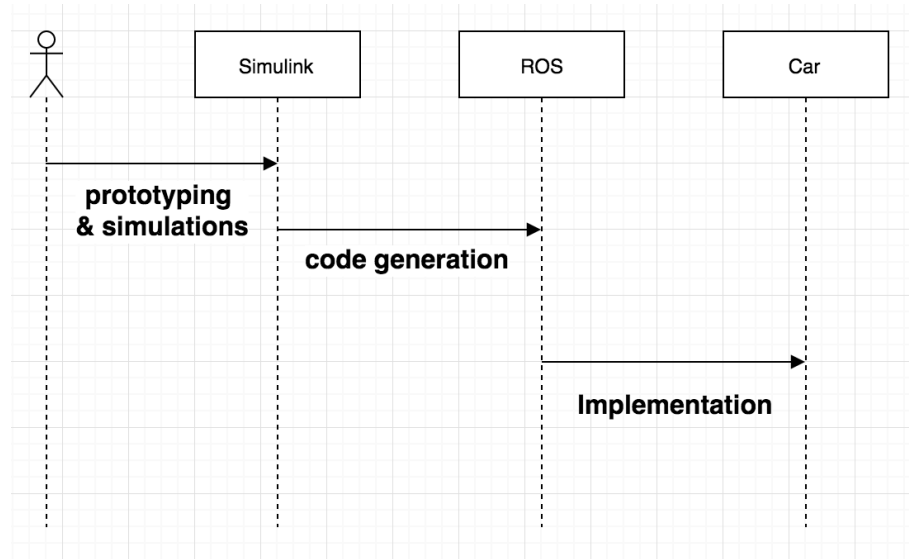 Simulink
ROS
Car
prototyping
& simulations
code generation
Implementation